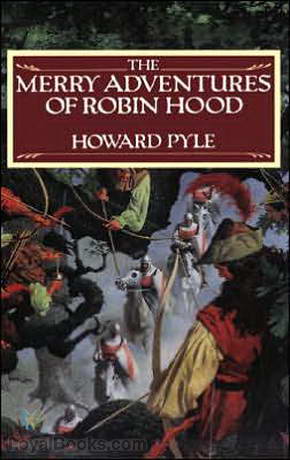 THE
MERRY ADVENTURES
OF ROBIN HOOD
HOWARD PYLE
LoyalBooks.com